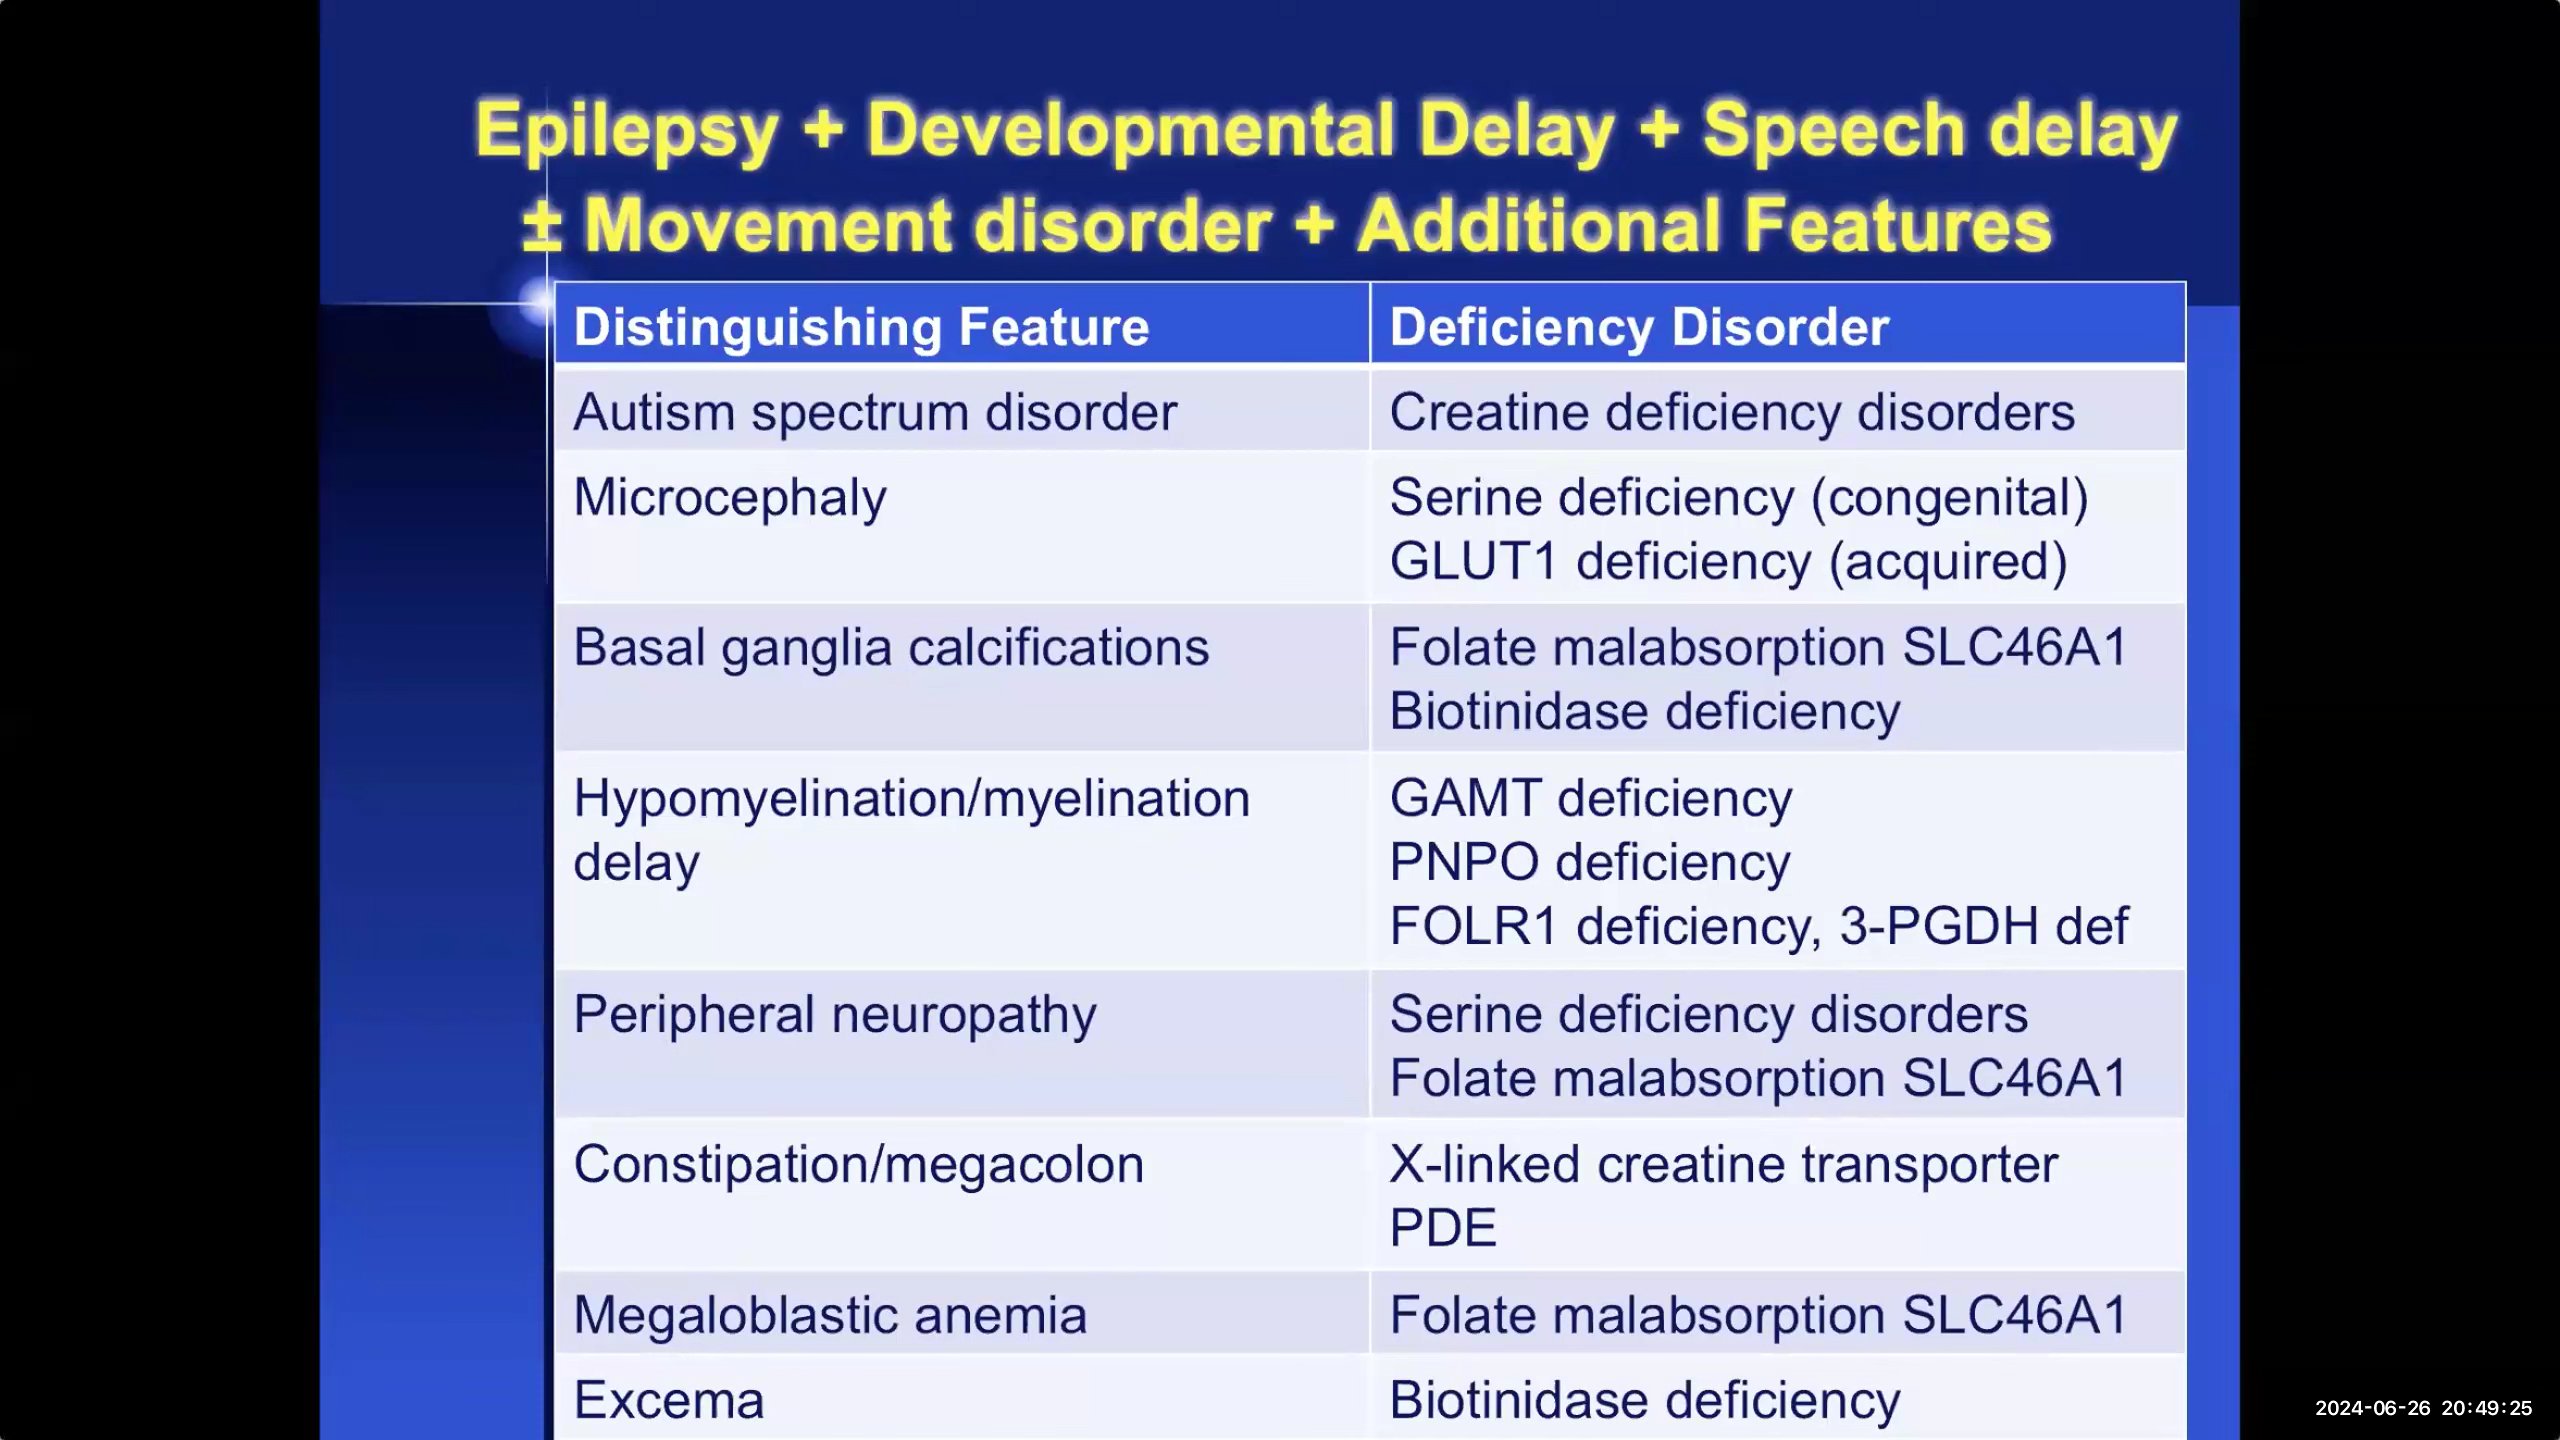 Epilepsy + Developmental Delay + Speech delay
± Movement disorder + Additional Features
Distinguishing Feature
Deficiency Disorder
Autism spectrum disorder
Creatine deficiency disorders
Microcephaly
Serine deficiency (congenital)
GLUT1 deficiency (acquired)
Basal ganglia calcifications
Folate malabsorption SLC46A1
Biotinidase deficiency
Hypomyelination/myelination
delay
GAMT deficiency
PNPO deficiency
FOLR1 deficiency, 3-PGDH def
Peripheral neuropathy
Serine deficiency disorders
Folate malabsorption SLC46A1
Constipation/megacolon
X-linked creatine transporter
PDE
Megaloblastic anemia
Folate malabsorption SLC46A1
Excema
Biotinidase deficiency
2024-06-26 20:49:25